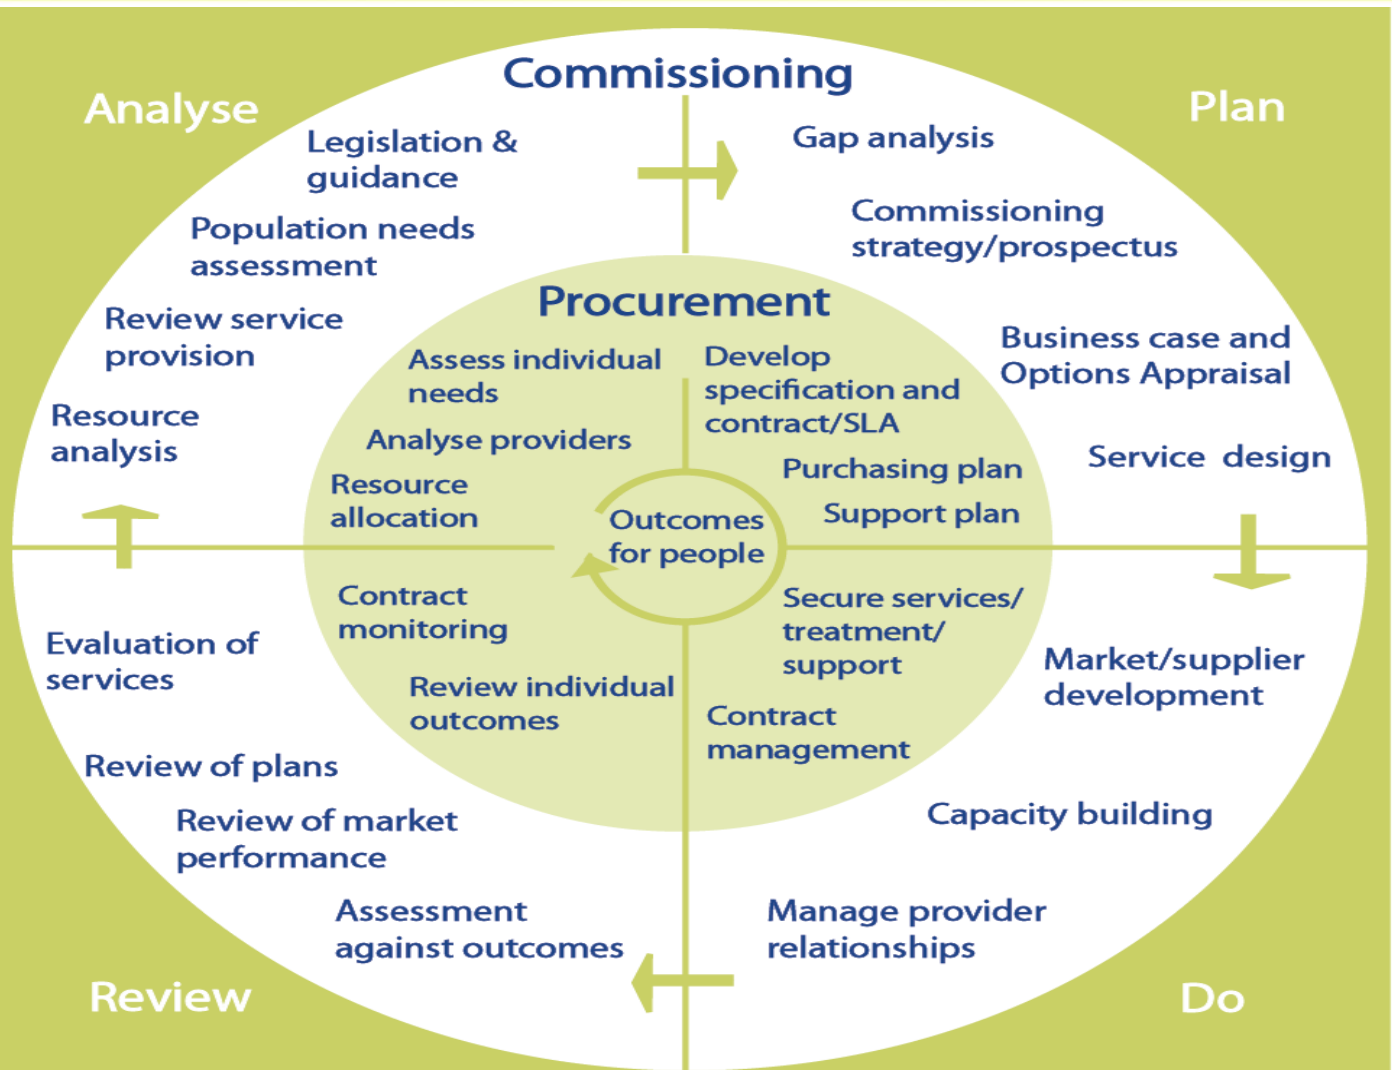 Commissioning
Analyse
Legislation &
guidance
Population needs
assessment
Review service
provision
Resource
analysis
Plan
Gap analysis
Commissioning
strategy/prospectus
Business case and
Options Appraisal
Service design
Procurement
Assess individual
needs
Analyse providers
Resource
allocation
Develop
specification and
contract/SLA
Purchasing plan
Support plan
Outcomes
for people
Contract
monitoring
Review individual
outcomes
Secure services/
treatment/
support
Contract
management
Evaluation of
services
Review of plans
Review of market
performance
Assessment
against outcomes
Review
Market/supplier
development
Capacity building
Manage provider
relationships
Do